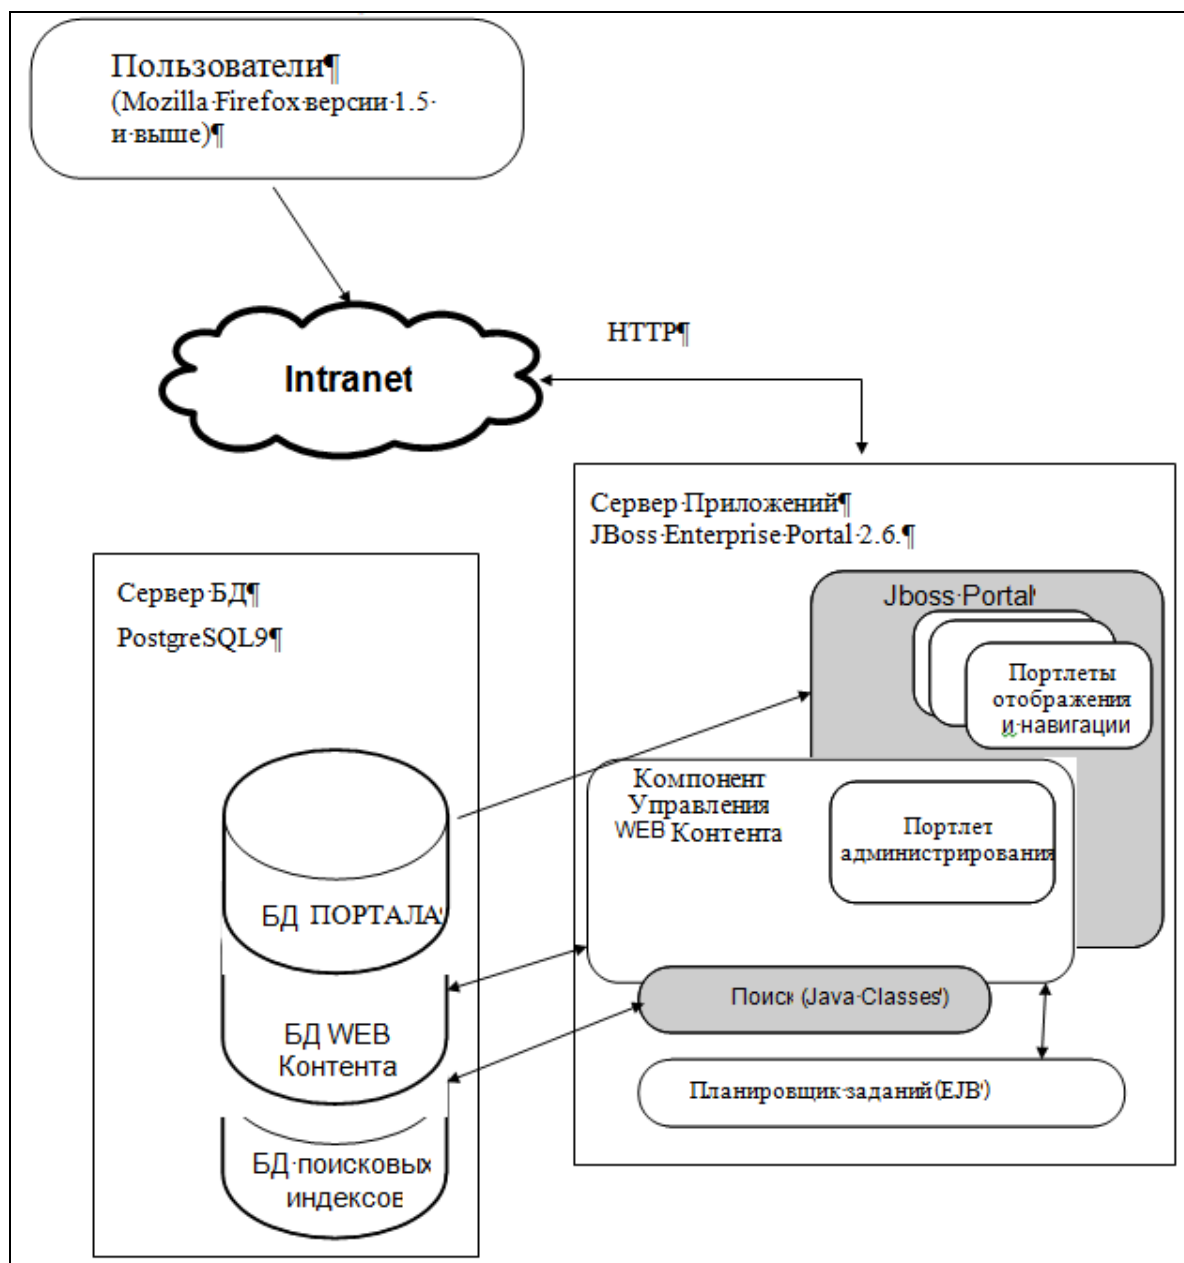 Пользователи¶
(Mozilla·Firefox·версии·1.5·
и·выше)¶
HTTP¶
Intranet
Сервер·Приложений¶
JBoss·Enterprise·Portal·2.6.¶
Jboss·Portal
Портлеты
отображения
и·навигации
Компонент
Управления
WEB Контента
Портлет
администрирования
Поиск (Java·Classes)
Планировщик·заданий(EJB)
Сервер·БД¶
PostgreSQL9¶
БД ПОРТАЛА
БД WEB
Контента
БД·поисковых
индексов